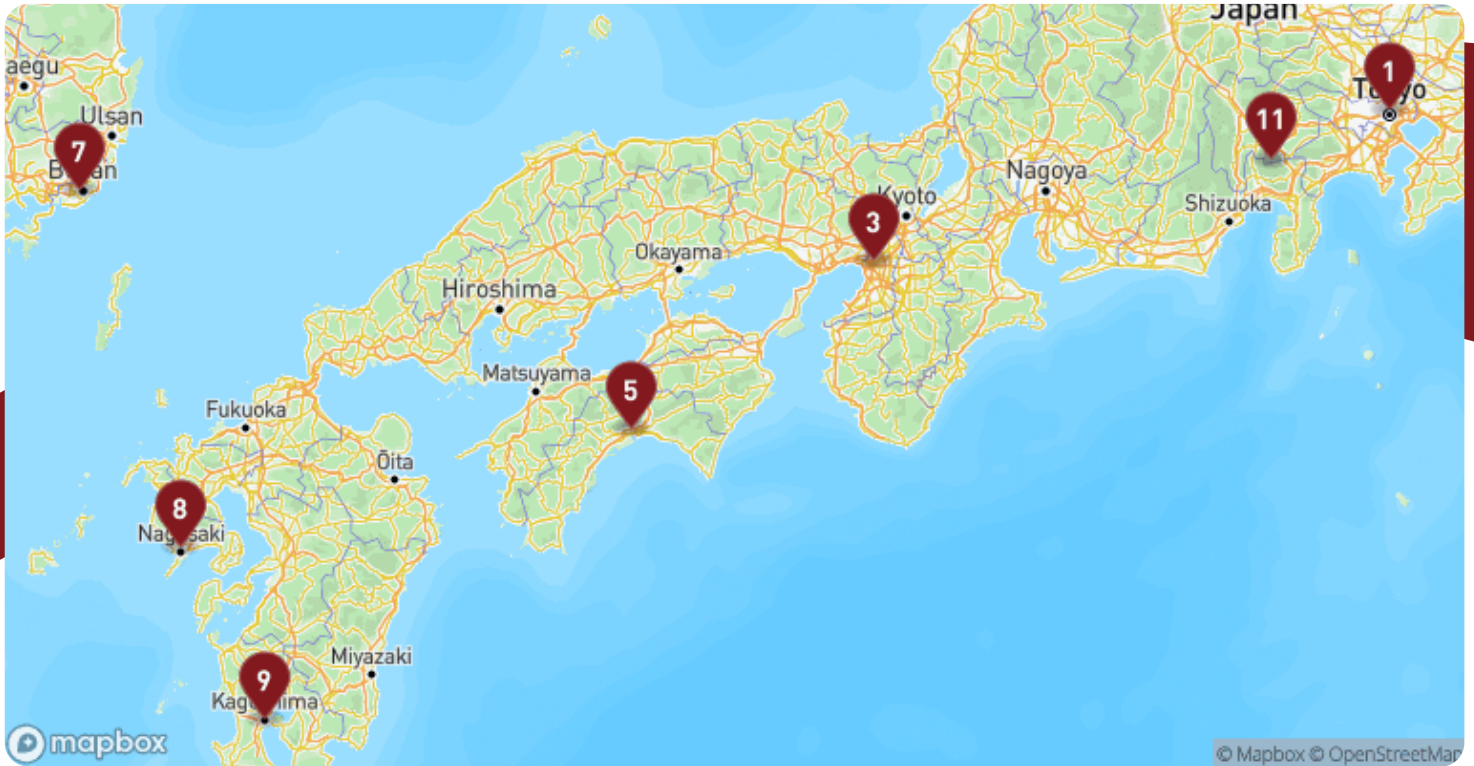 Japan
aegu
1
Tokyo
Ulsan
11
7
Busan
Nagoya
Kyoto
Shizuoka
3
Okayama
Hiroshima
Matsuyama
5
Fukuoka
Ōita
8
Nagasaki
Miyazaki
9
Kagoshima
mapbox
© Mapbox © OpenStreetMap